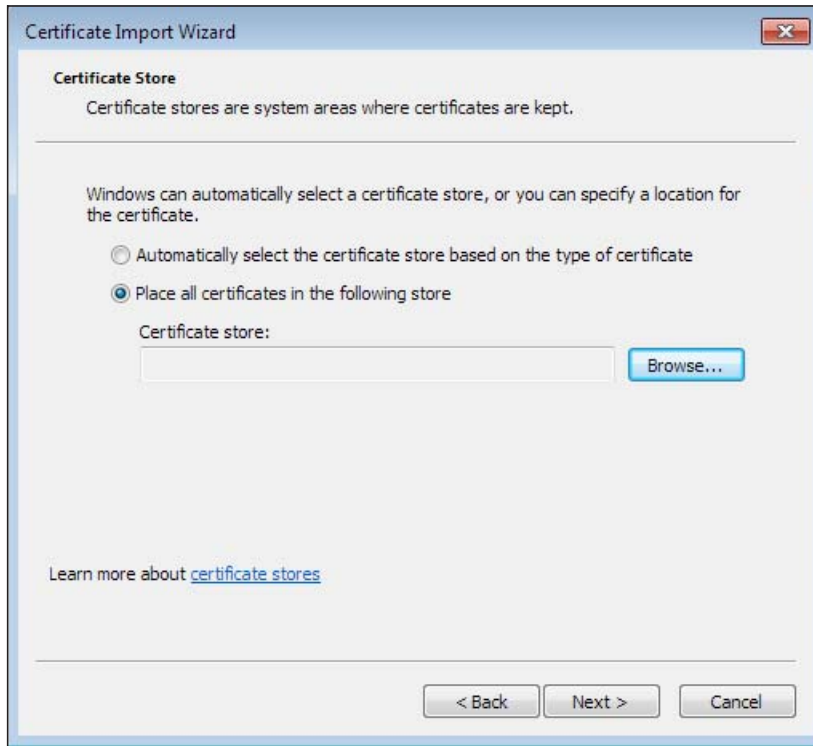 Certificate Import Wizard
Certificate Store
Certificate stores are system areas where certificates are kept.
Windows can automatically select a certificate store, or you can specify a location for
the certificate.
Automatically select the certificate store based on the type of certificate
Place all certificates in the following store
Certificate store:
Browse...
Learn more about certificate stores
< Back Next > Cancel